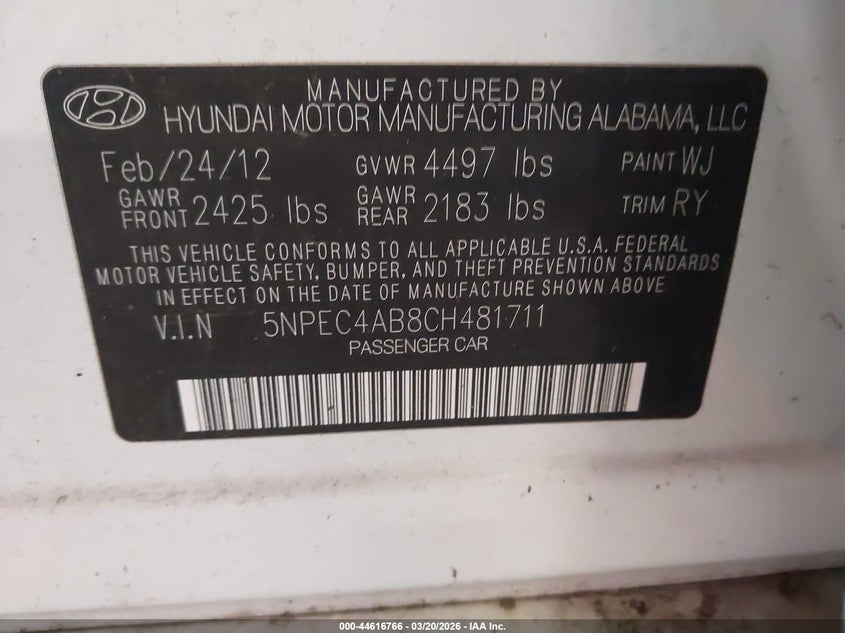 MANUFACTURED BY
HYUNDAI MOTOR MANUFACTURING ALABAMA, LLC
Feb/24/12 GVWR 4497 lbs PAINT WJ
GAWR FRONT 2425 lbs GAWR REAR 2183 lbs TRIM RY
THIS VEHICLE CONFORMS TO ALL APPLICABLE U.S.A. FEDERAL
MOTOR VEHICLE SAFETY, BUMPER, AND THEFT PREVENTION STANDARDS
IN EFFECT ON THE DATE OF MANUFACTURE SHOWN ABOVE
V.I.N 5NPEC4AB8CH481711
PASSENGER CAR
000-44616766 - 03/20/2026 - IAA Inc.